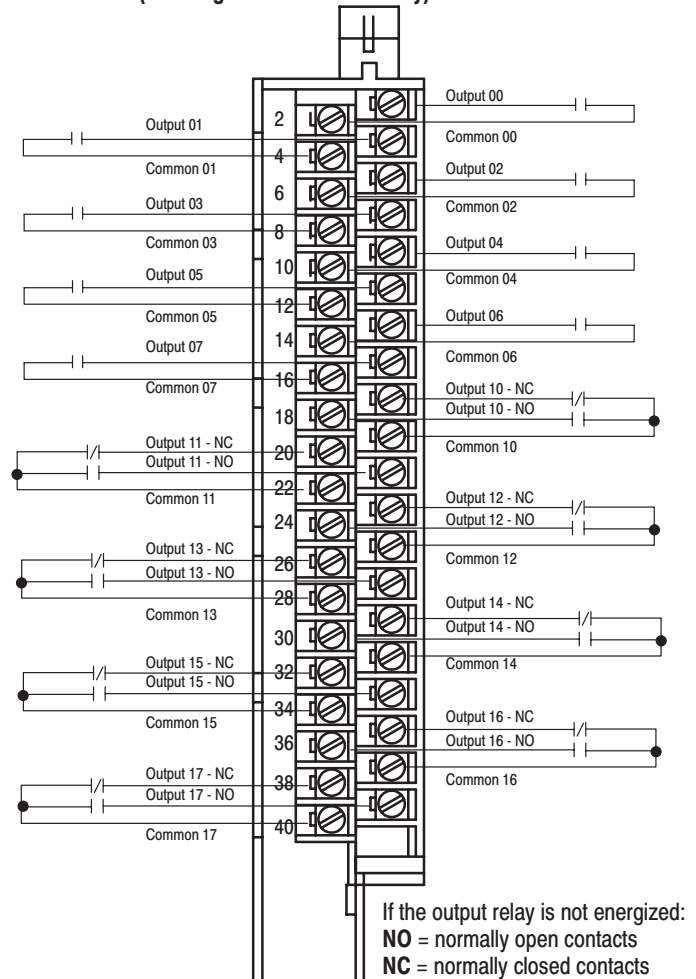 2
4
6
8
10
12
14
16
18
20
22
24
26
28
30
32
34
36
38
40
Output 01
Common 01
Output 03
Common 03
Output 05
Common 05
Output 07
Common 07
Output 11 - NC
Output 11 - NO
Common 11
Output 13 - NC
Output 13 - NO
Common 13
Output 15 - NC
Output 15 - NO
Common 15
Output 17 - NC
Output 17 - NO
Common 17
Output 00
Common 00
Output 02
Common 02
Output 04
Common 04
Output 06
Common 06
Output 10 - NC
Output 10 - NO
Common 10
Output 12 - NC
Output 12 - NO
Common 12
Output 14 - NC
Output 14 - NO
Common 14
Output 16 - NC
Output 16 - NO
Common 16
If the output relay is not energized:
NO = normally open contacts
NC = normally closed contacts